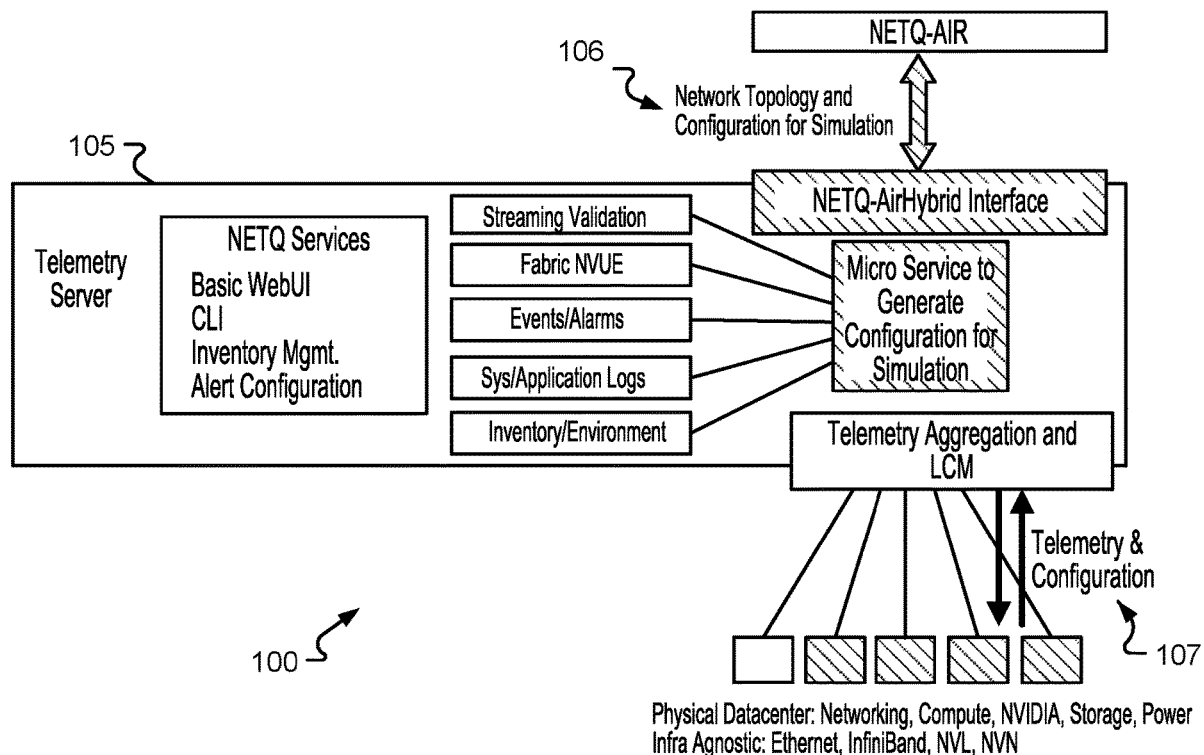 NETQ-AIR
106
Network Topology and
Configuration for Simulation
105
NETQ-AirHybrid Interface
Telemetry
Server
NETQ Services
Basic WebUI
CLI
Inventory Mgmt.
Alert Configuration
Streaming Validation
Fabric NVUE
Events/Alarms
Sys/Application Logs
Inventory/Environment
Micro Service to
Generate
Configuration for
Simulation
Telemetry Aggregation and
LCM
Telemetry &
Configuration
100
107
Physical Datacenter: Networking, Compute, NVIDIA, Storage, Power
Infra Agnostic: Ethernet, InfiniBand, NVL, NVN